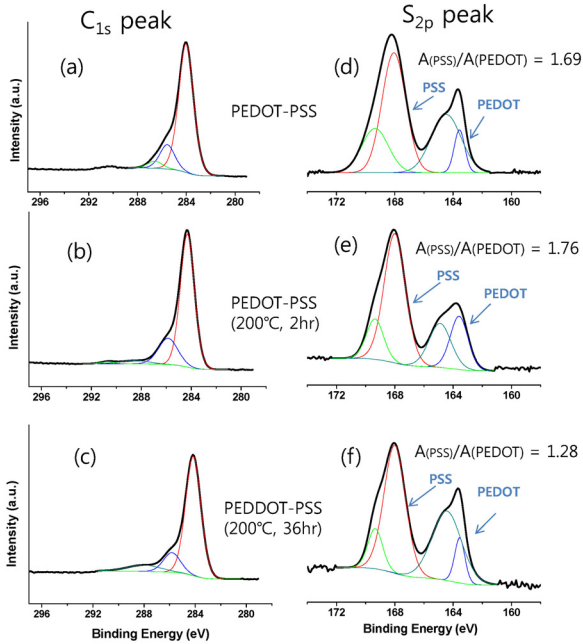 C1s peak
S2p peak
(a)
PEDOT-PSS
Intensity (a.u.)
296 292 288 284 280
(d)
A(PSS)/A(PEDOT) = 1.69
PSS
PEDOT
172 168 164 160
(b)
PEDOT-PSS
(200℃, 2hr)
Intensity (a.u.)
296 292 288 284 280
(e)
A(PSS)/A(PEDOT) = 1.76
PSS
PEDOT
172 168 164 160
(c)
PEDDOT-PSS
(200℃, 36hr)
Intensity (a.u.)
296 292 288 284 280
Binding Energy (eV)
(f)
A(PSS)/A(PEDOT) = 1.28
PSS
PEDOT
172 168 164 160
Binding Energy (eV)